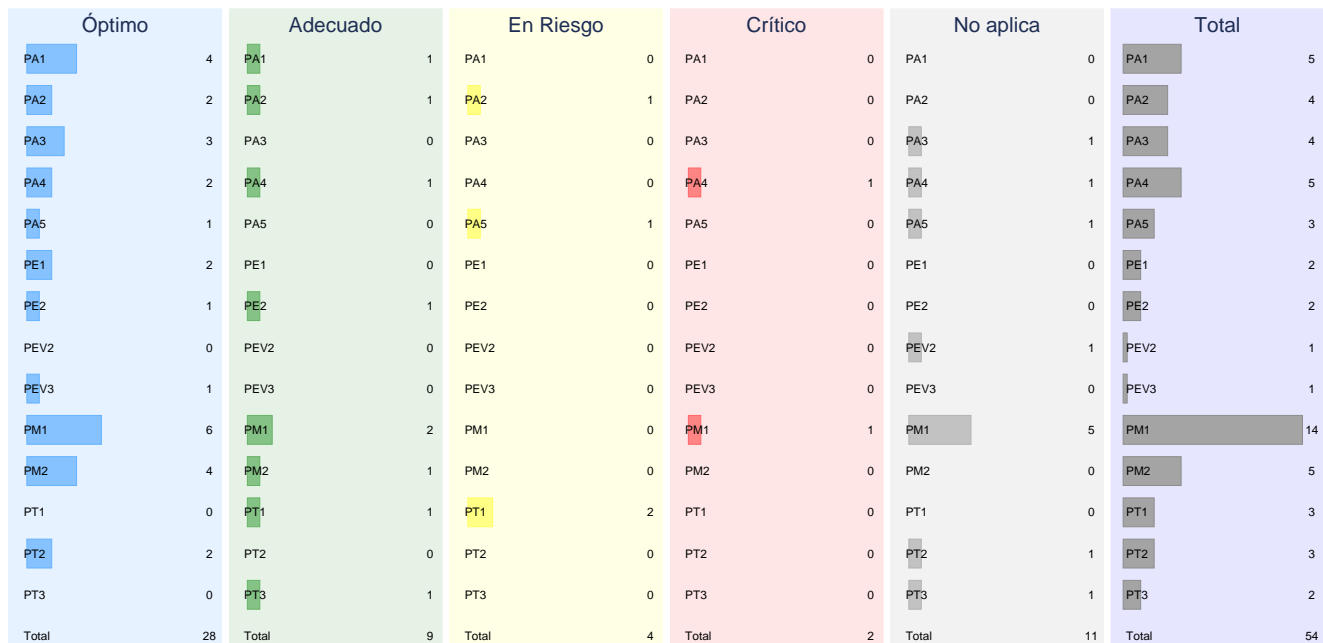 Óptimo Adecuado En Riesgo Crítico No aplica Total
PA1 4 PA1 1 PA1 0 PA1 0 PA1 0 PA1 5
PA2 2 PA2 1 PA2 1 PA2 0 PA2 0 PA2 4
PA3 3 PA3 0 PA3 0 PA3 0 PA3 1 PA3 4
PA4 2 PA4 1 PA4 0 PA4 1 PA4 1 PA4 5
PA5 1 PA5 0 PA5 1 PA5 0 PA5 1 PA5 3
PE1 2 PE1 0 PE1 0 PE1 0 PE1 0 PE1 2
PE2 1 PE2 1 PE2 0 PE2 0 PE2 0 PE2 2
PEV2 0 PEV2 0 PEV2 0 PEV2 0 PEV2 1 PEV2 1
PEV3 1 PEV3 0 PEV3 0 PEV3 0 PEV3 0 PEV3 1
PM1 6 PM1 2 PM1 0 PM1 1 PM1 5 PM1 14
PM2 4 PM2 1 PM2 0 PM2 0 PM2 0 PM2 5
PT1 0 PT1 1 PT1 2 PT1 0 PT1 0 PT1 3
PT2 2 PT2 0 PT2 0 PT2 0 PT2 1 PT2 3
PT3 0 PT3 1 PT3 0 PT3 0 PT3 1 PT3 2
Total 28 Total 9 Total 4 Total 2 Total 11 Total 54